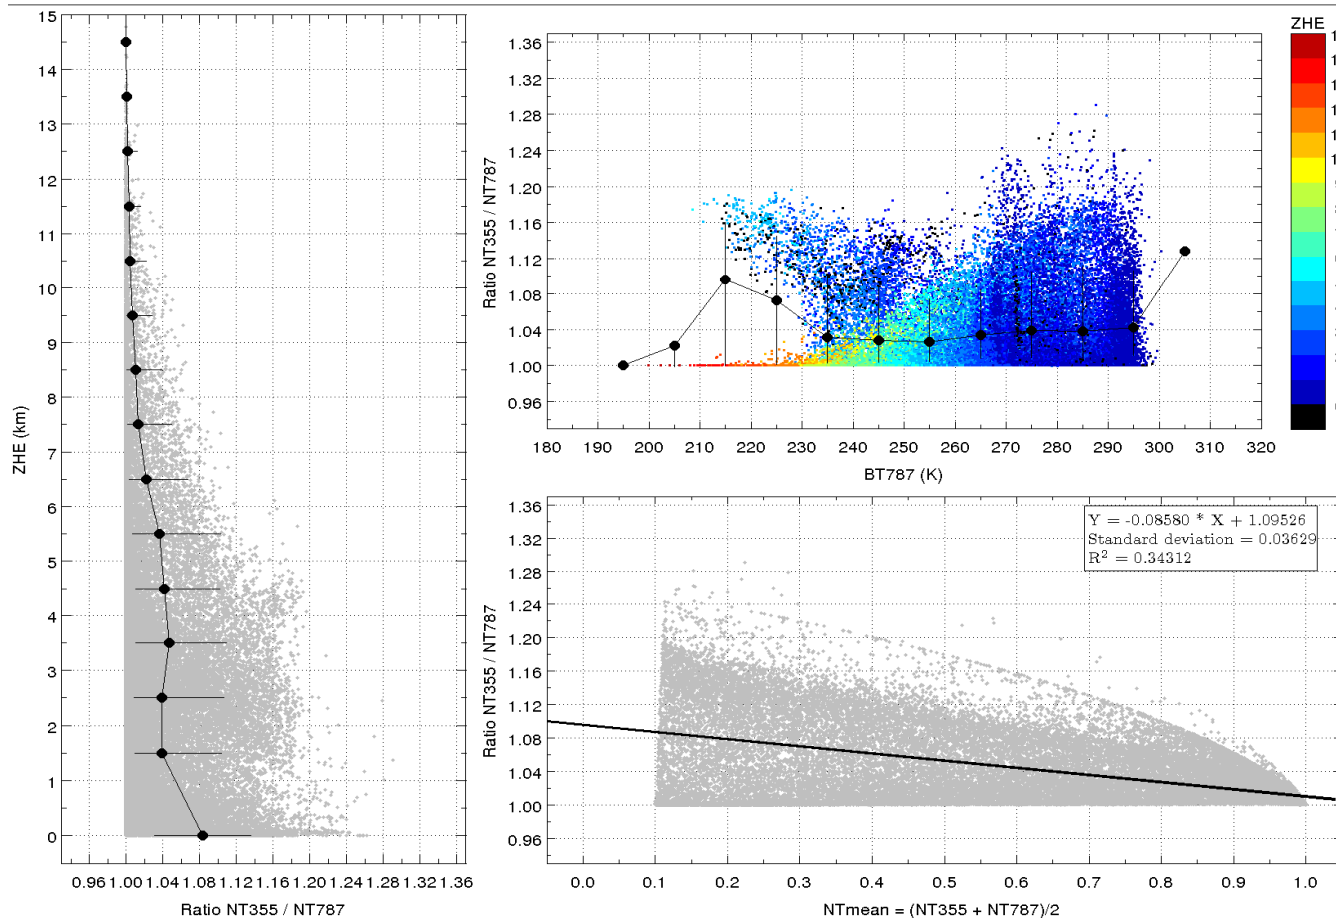 15
14
13
12
11
10
9
8
7
6
5
4
3
2
1
0
ZHE (km)
0.96 1.00 1.04 1.08 1.12 1.16 1.20 1.24 1.28 1.32 1.36
Ratio NT355 / NT787
1.36
1.32
1.28
1.24
1.20
1.16
1.12
1.08
1.04
1.00
0.96
Ratio NT355 / NT787
180 190 200 210 220 230 240 250 260 270 280 290 300 310 320
BT787 (K)
ZHE
1.36
1.32
1.28
1.24
1.20
1.16
1.12
1.08
1.04
1.00
0.96
Ratio NT355 / NT787
Y = -0.08580 * X + 1.09526
Standard deviation = 0.03629
R² = 0.34312
0.0 0.1 0.2 0.3 0.4 0.5 0.6 0.7 0.8 0.9 1.0
NTmean = (NT355 + NT787)/2